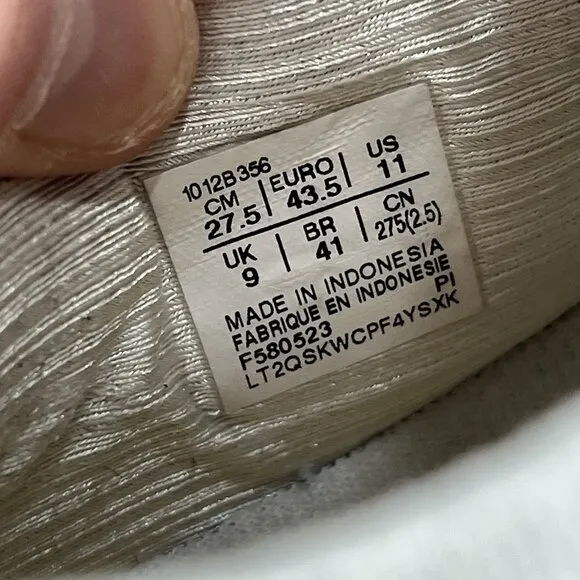 1012B356
CM | EURO | US
27.5 | 43.5 | 11
UK | BR | CN
9 | 41 | 275(2.5)
MADE IN INDONESIA
FABRIQUE EN INDONESIE
F580523 PI
LT2QSKWCPF4YSXK